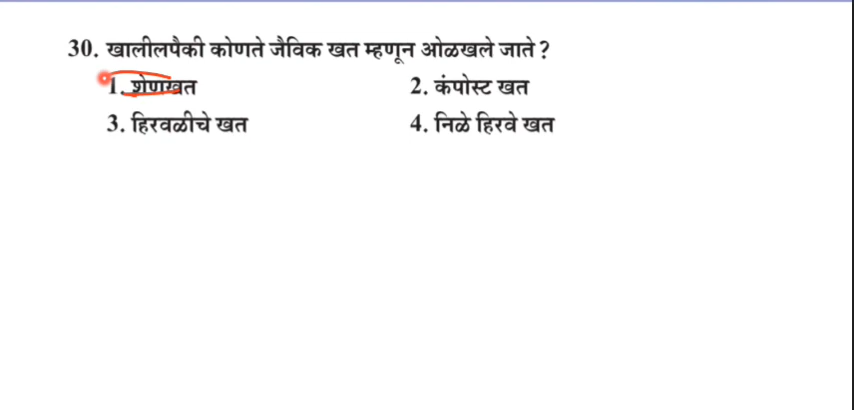 30. खालीलपैकी कोणते जैविक खत म्हणून ओळखले जाते ?
1. शेणखत 2. कंपोस्ट खत
3. हिरवळीचे खत 4. निळे हिरवे खत